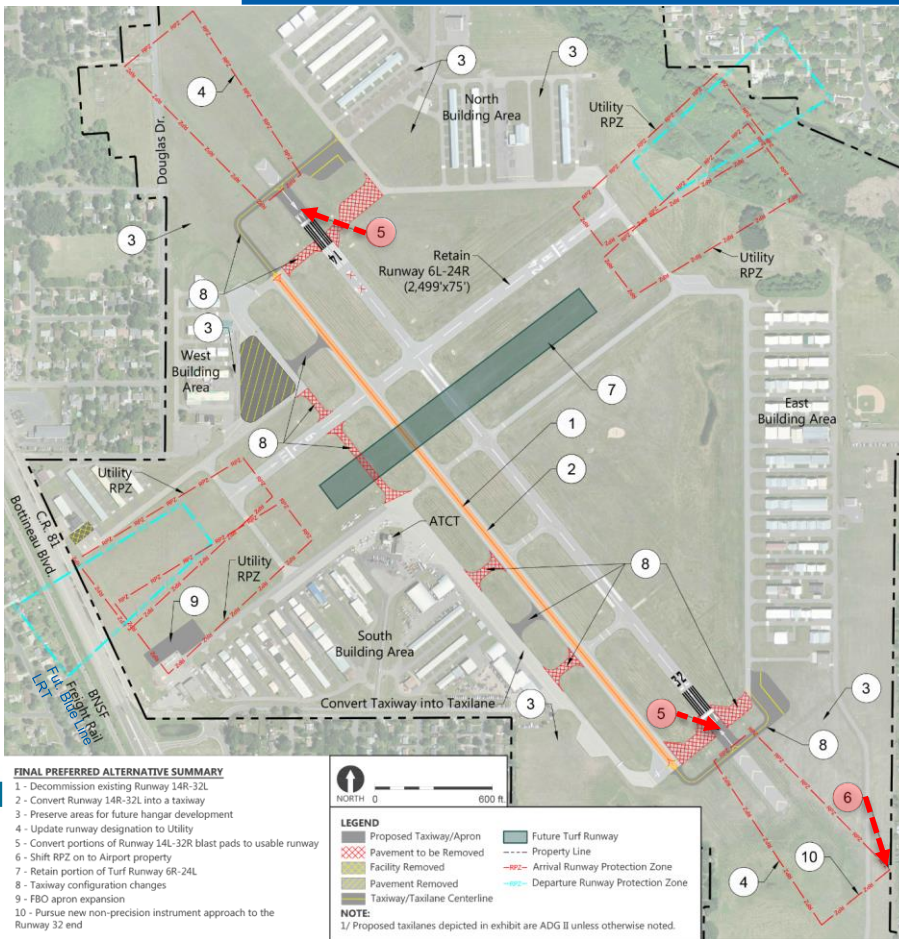 3
4
North
Building Area
3
Utility
RPZ
Douglas Dr.
3
5
14
Retain
Runway 6L-24R
(2,499'x75')
Utility
RPZ
8
3
West
Building
Area
7
1
East
Building
Area
8
2
Utility
RPZ
C.R. 81
Bottineau Blvd.
ATCT
8
Utility
RPZ
9
South
Building Area
32
Convert Taxiway into Taxilane
3
5
3
8
BNSF
Freight Rail
Fut. Blue Line
LRT
6
4
10
FINAL PREFERRED ALTERNATIVE SUMMARY
1 - Decommission existing Runway 14R-32L
2 - Convert Runway 14R-32L into a taxiway
3 - Preserve areas for future hangar development
4 - Update runway designation to Utility
5 - Convert portions of Runway 14L-32R blast pads to usable runway
6 - Shift RPZ on to Airport property
7 - Retain portion of Turf Runway 6R-24L
8 - Taxiway configuration changes
9 - FBO apron expansion
10 - Pursue new non-precision instrument approach to the
Runway 32 end
NORTH 0 600 ft.
LEGEND
Proposed Taxiway/Apron
Pavement to be Removed
Facility Removed
Pavement Removed
Taxiway/Taxilane Centerline
Future Turf Runway
Property Line
RPZ Arrival Runway Protection Zone
RPZ Departure Runway Protection Zone
NOTE:
1/ Proposed taxilanes depicted in exhibit are ADG II unless otherwise noted.